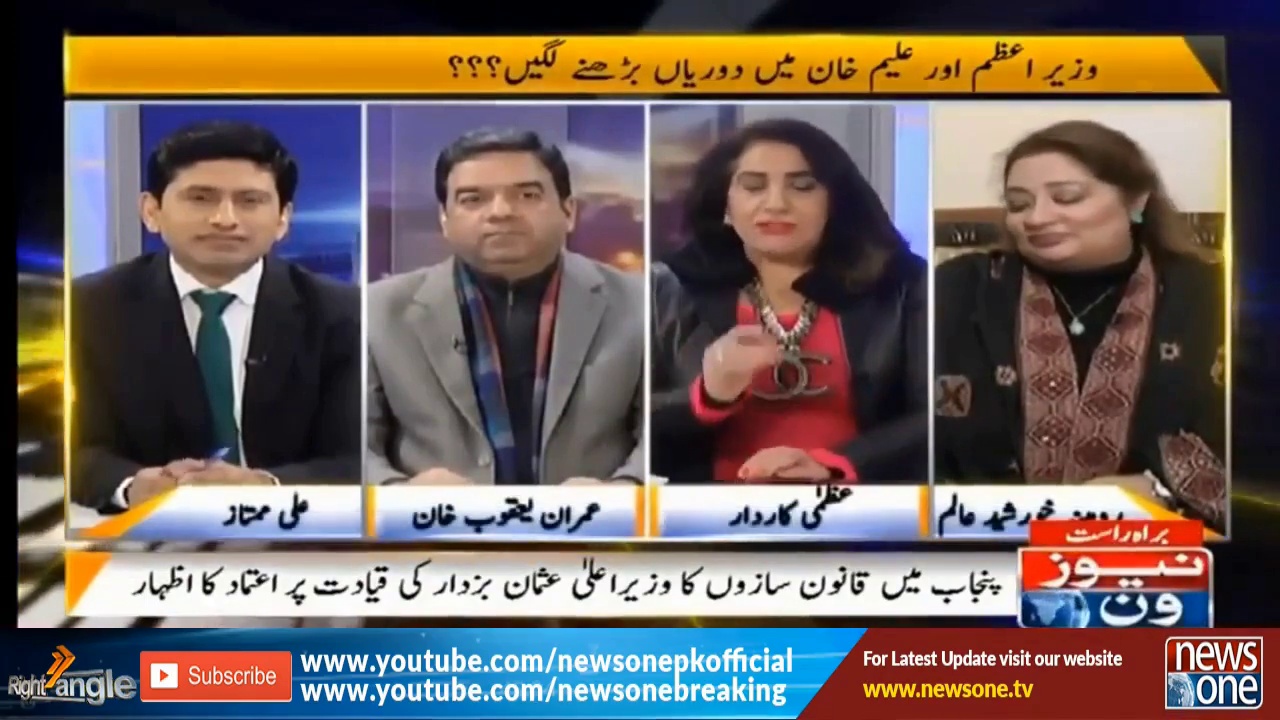 وزیر اعظم اور علیم خان میں دوریاں بڑھنے لگیں؟؟؟
علی ممتاز
عمران یعقوب خان
عظمیٰ کاردار
خورشید عالم
براہ راست
نیوز
ون
پنجاب میں قانون سازوں کا وزیراعلیٰ عثمان بزدار کی قیادت پر اعتماد کا اظہار
Right angle
Subscribe
www.youtube.com/newsonepkofficial
www.youtube.com/newsonebreaking
For Latest Update visit our website
www.newsone.tv
news
one